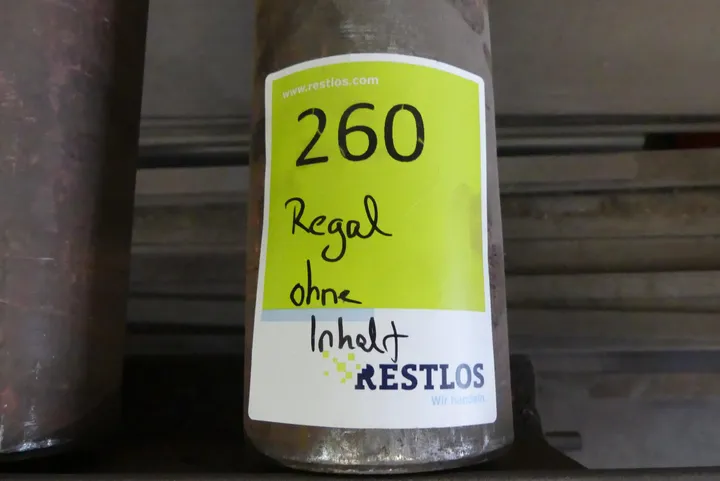 www.restlos.com
260
Regal
ohne
Inhalt
RESTLOS
Wir handeln.